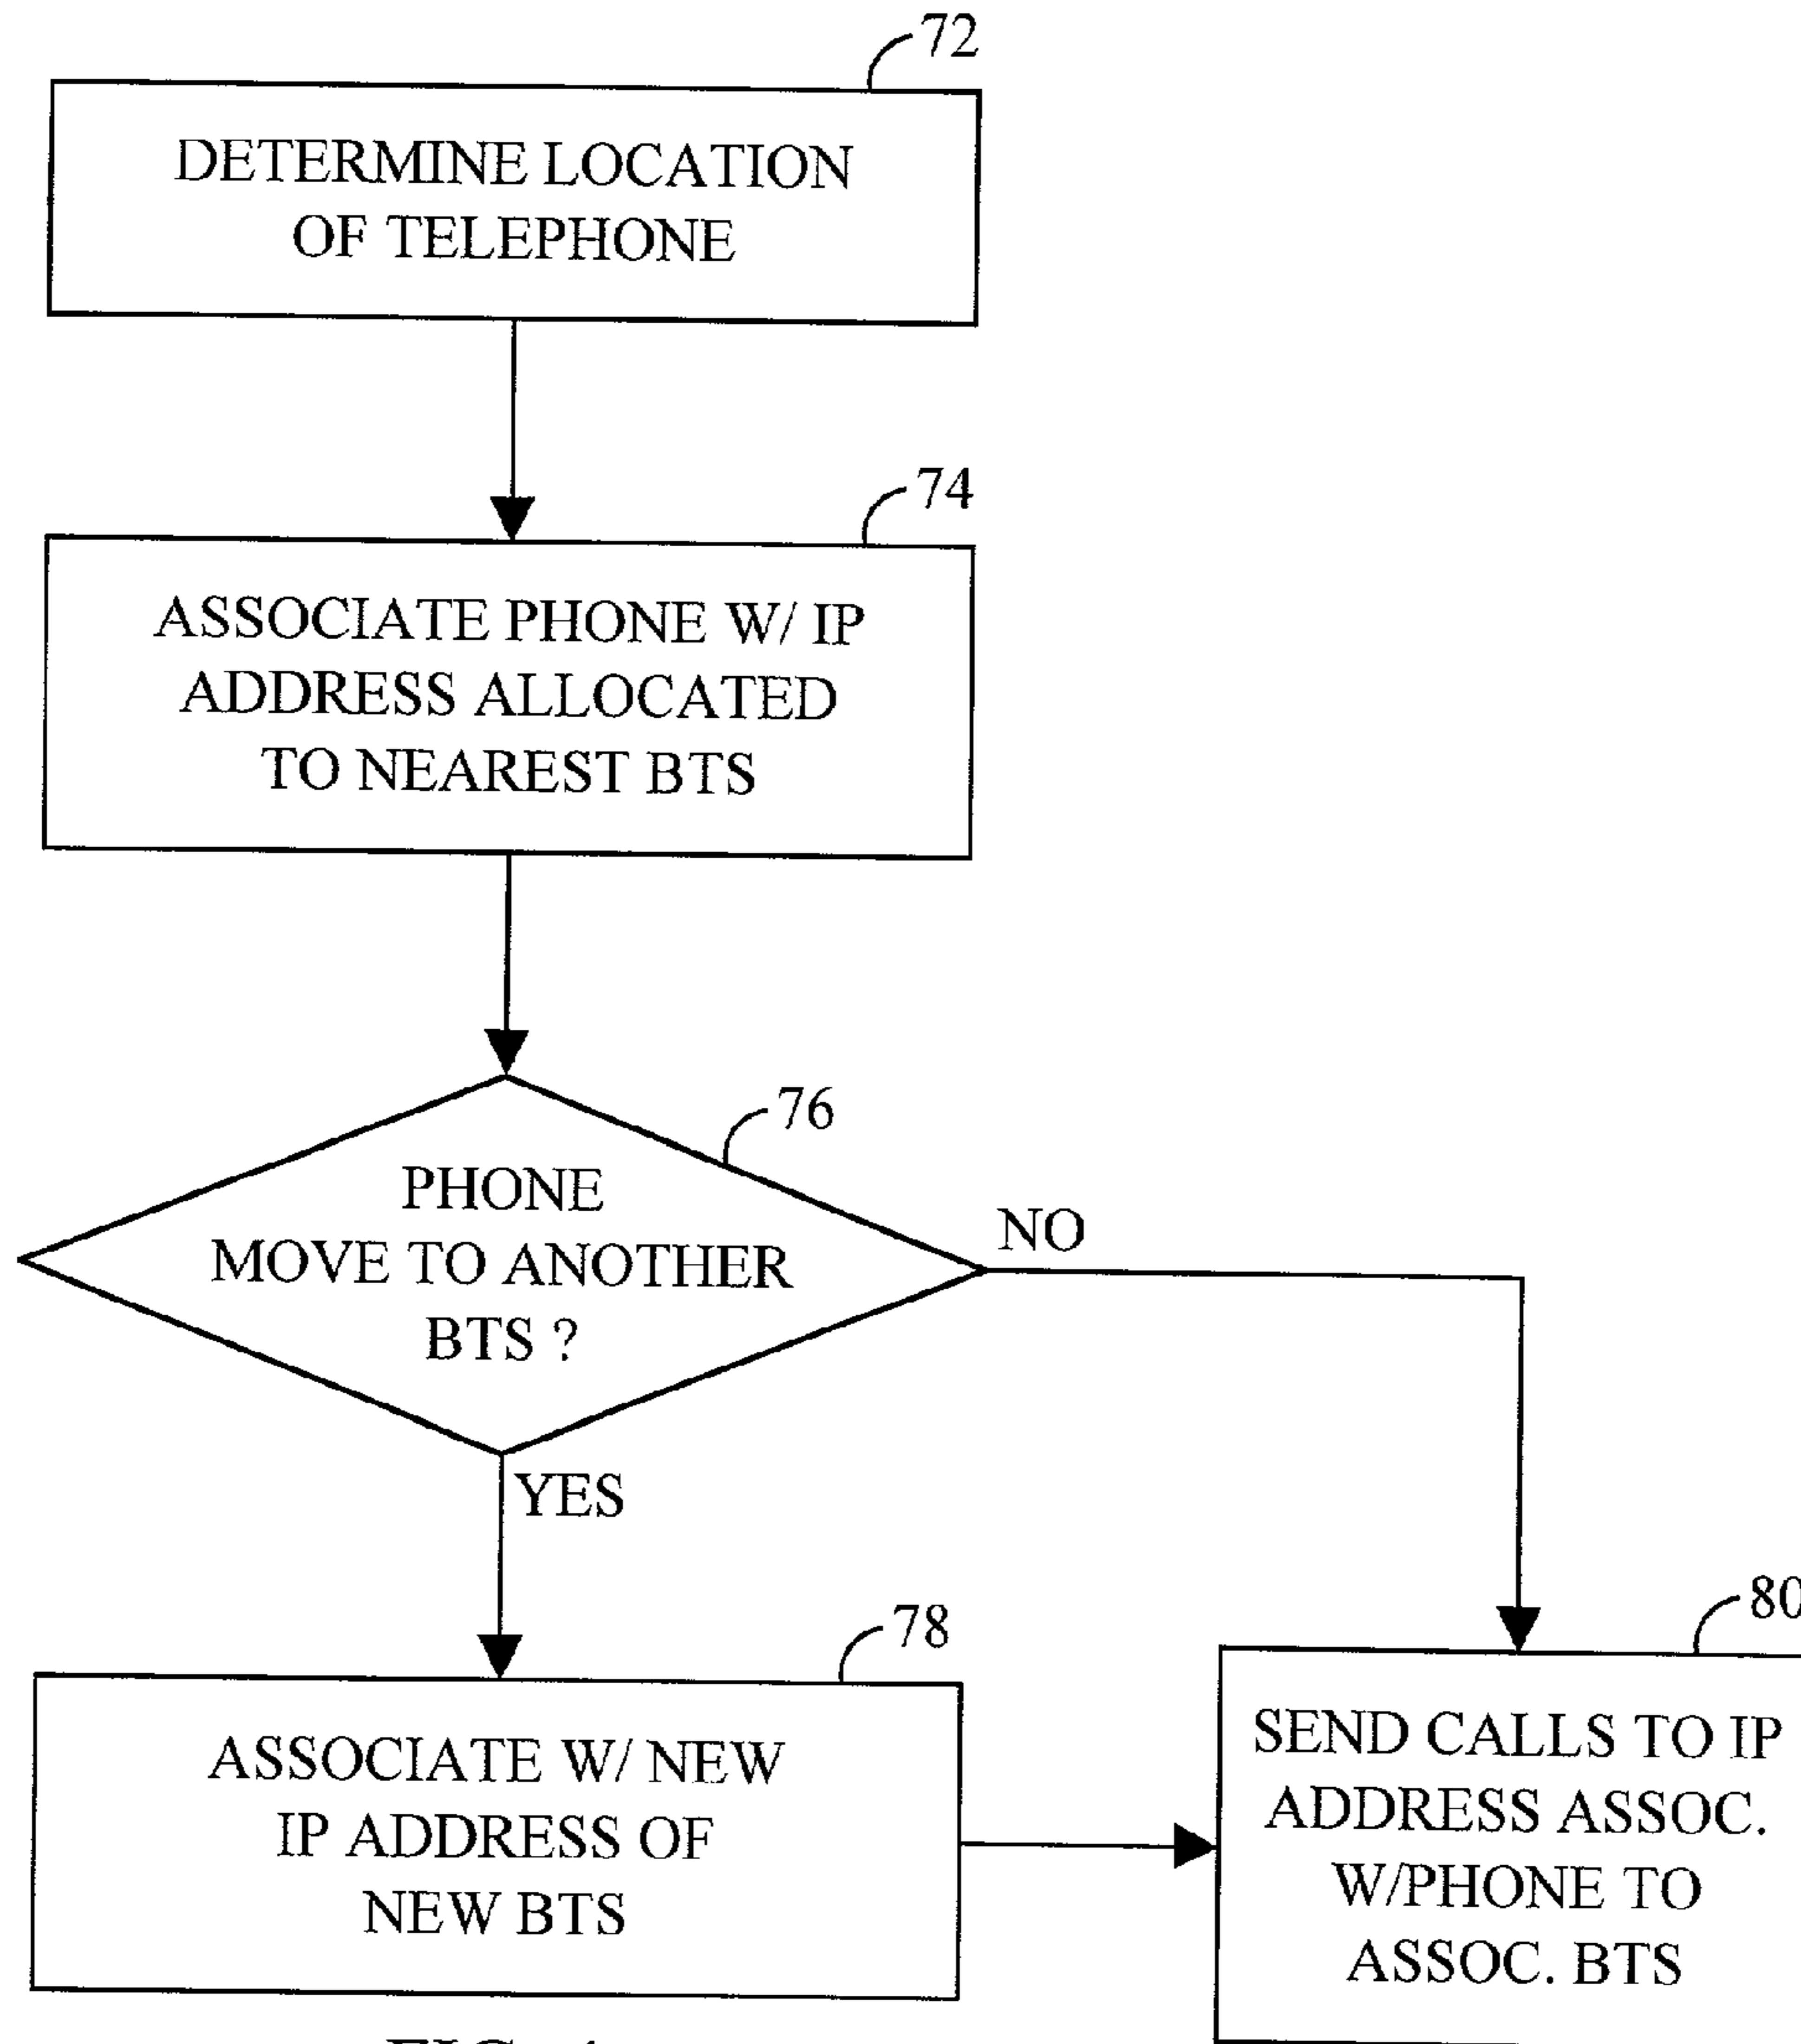 72
DETERMINE LOCATION
OF TELEPHONE
74
ASSOCIATE PHONE W/ IP
ADDRESS ALLOCATED
TO NEAREST BTS
76
PHONE
MOVE TO ANOTHER
BTS ?
NO
YES
78
ASSOCIATE W/ NEW
IP ADDRESS OF
NEW BTS
80
SEND CALLS TO IP
ADDRESS ASSOC.
W/PHONE TO
ASSOC. BTS